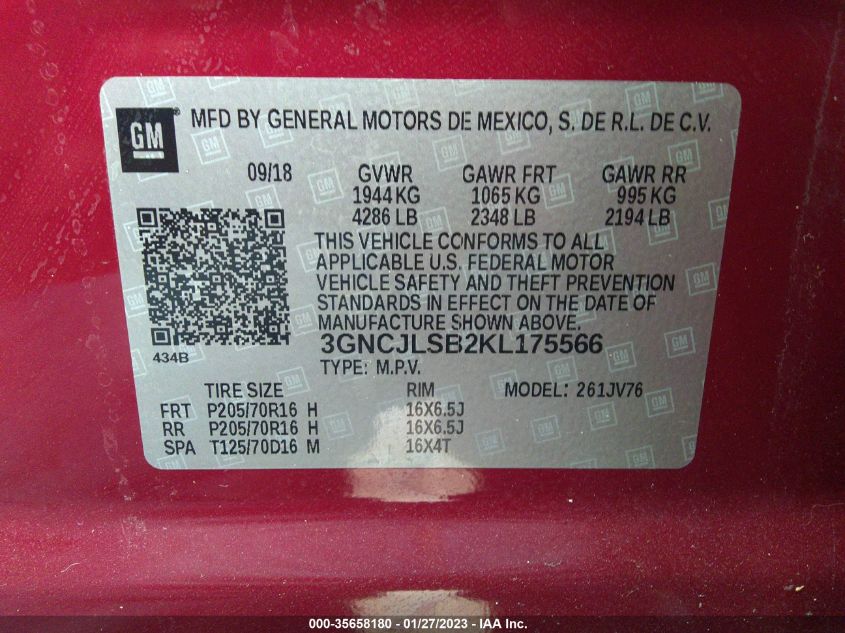 GM MFD BY GENERAL MOTORS DE MEXICO, S. DE R.L. DE C.V.
09/18 GVWR GAWR FRT GAWR RR
1944 KG 1065 KG 995 KG
4286 LB 2348 LB 2194 LB
THIS VEHICLE CONFORMS TO ALL
APPLICABLE U.S. FEDERAL MOTOR
VEHICLE SAFETY AND THEFT PREVENTION
STANDARDS IN EFFECT ON THE DATE OF
MANUFACTURE SHOWN ABOVE.
434B 3GNCJLSB2KL175566
TYPE: M.P.V.
TIRE SIZE RIM MODEL: 261JV76
FRT P205/70R16 H 16X6.5J
RR P205/70R16 H 16X6.5J
SPA T125/70D16 M 16X4T
000-35658180 — 01/27/2023 — IAA Inc.